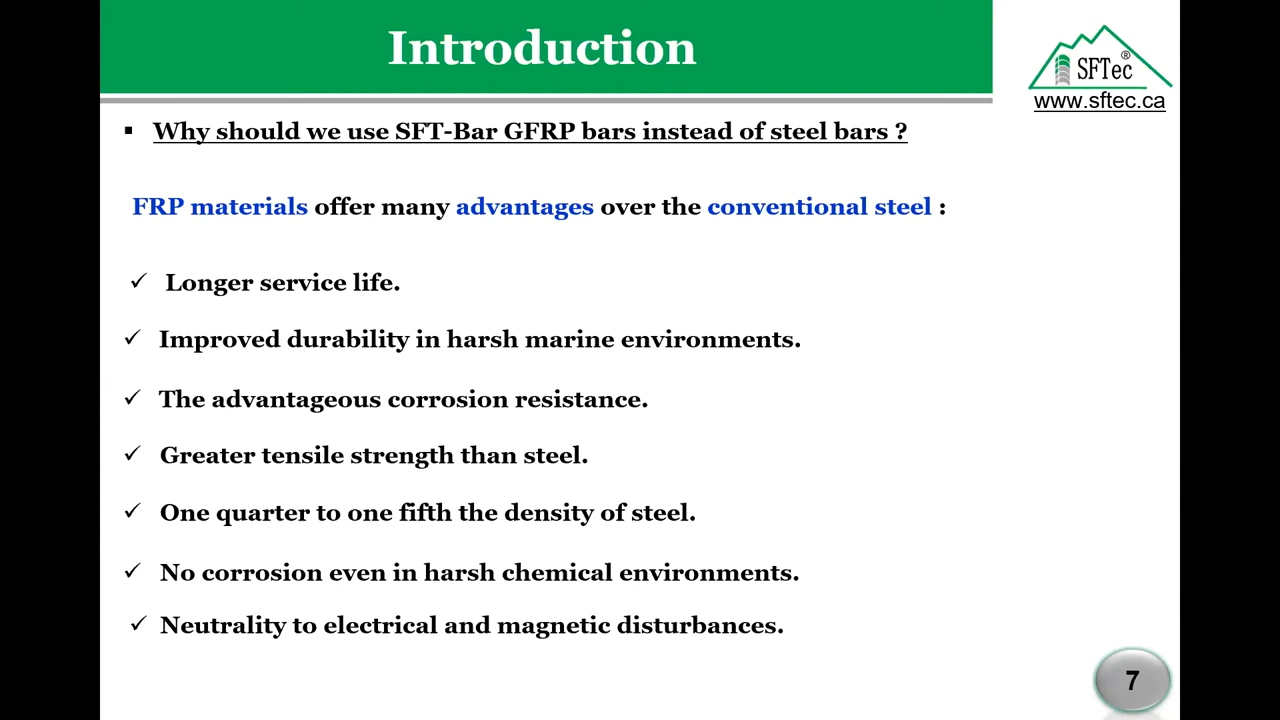 Introduction
SFTec®
www.sftec.ca
▪ Why should we use SFT-Bar GFRP bars instead of steel bars ?
FRP materials offer many advantages over the conventional steel :
✓ Longer service life.
✓ Improved durability in harsh marine environments.
✓ The advantageous corrosion resistance.
✓ Greater tensile strength than steel.
✓ One quarter to one fifth the density of steel.
✓ No corrosion even in harsh chemical environments.
✓ Neutrality to electrical and magnetic disturbances.
7